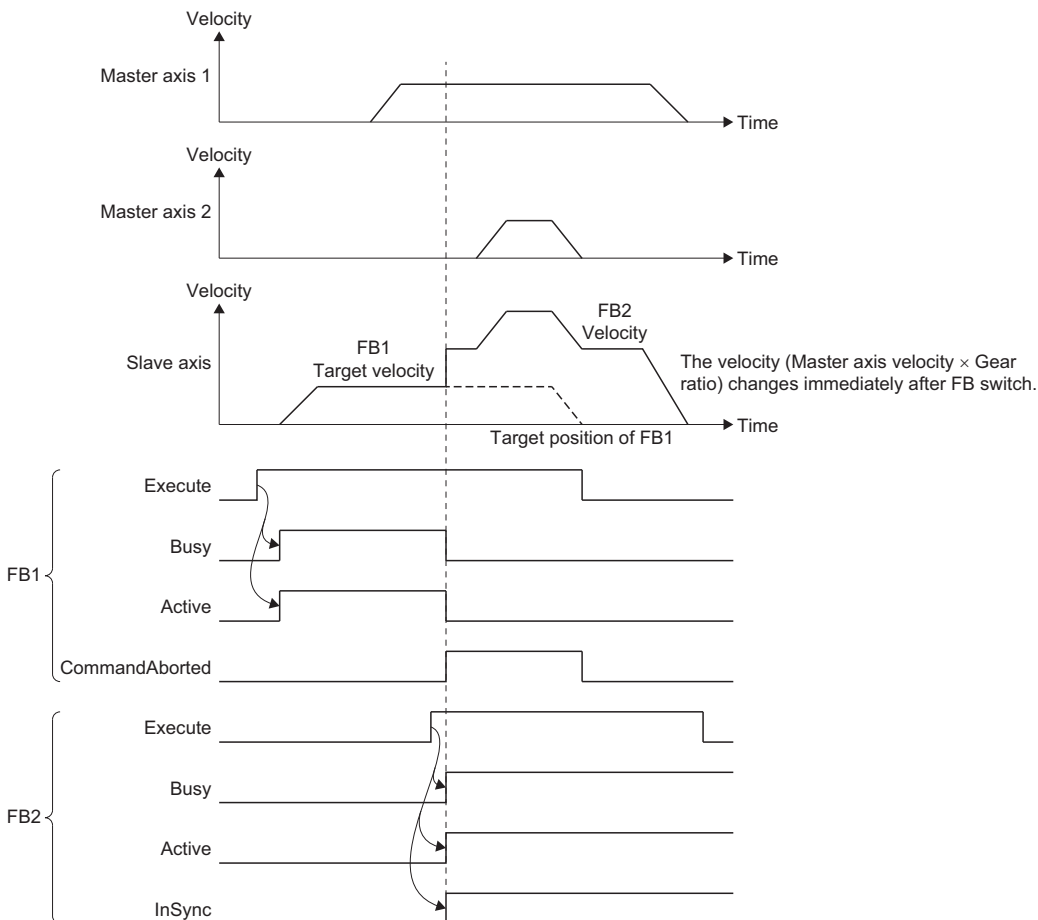 Velocity
Master axis 1
Time
Velocity
Master axis 2
Time
Velocity
Slave axis
FB1
Target velocity
FB2
Velocity
The velocity (Master axis velocity × Gear
ratio) changes immediately after FB switch.
Time
Target position of FB1
FB1
Execute
Busy
Active
CommandAborted
FB2
Execute
Busy
Active
InSync